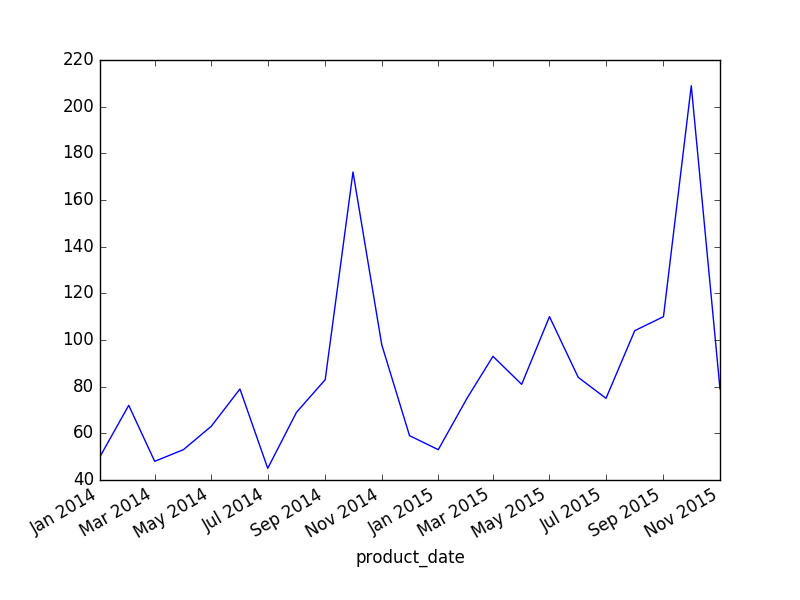 220
200
180
160
140
120
100
80
60
40
Jan 2014
Mar 2014
May 2014
Jul 2014
Sep 2014
Nov 2014
Jan 2015
Mar 2015
May 2015
Jul 2015
Sep 2015
Nov 2015
product_date